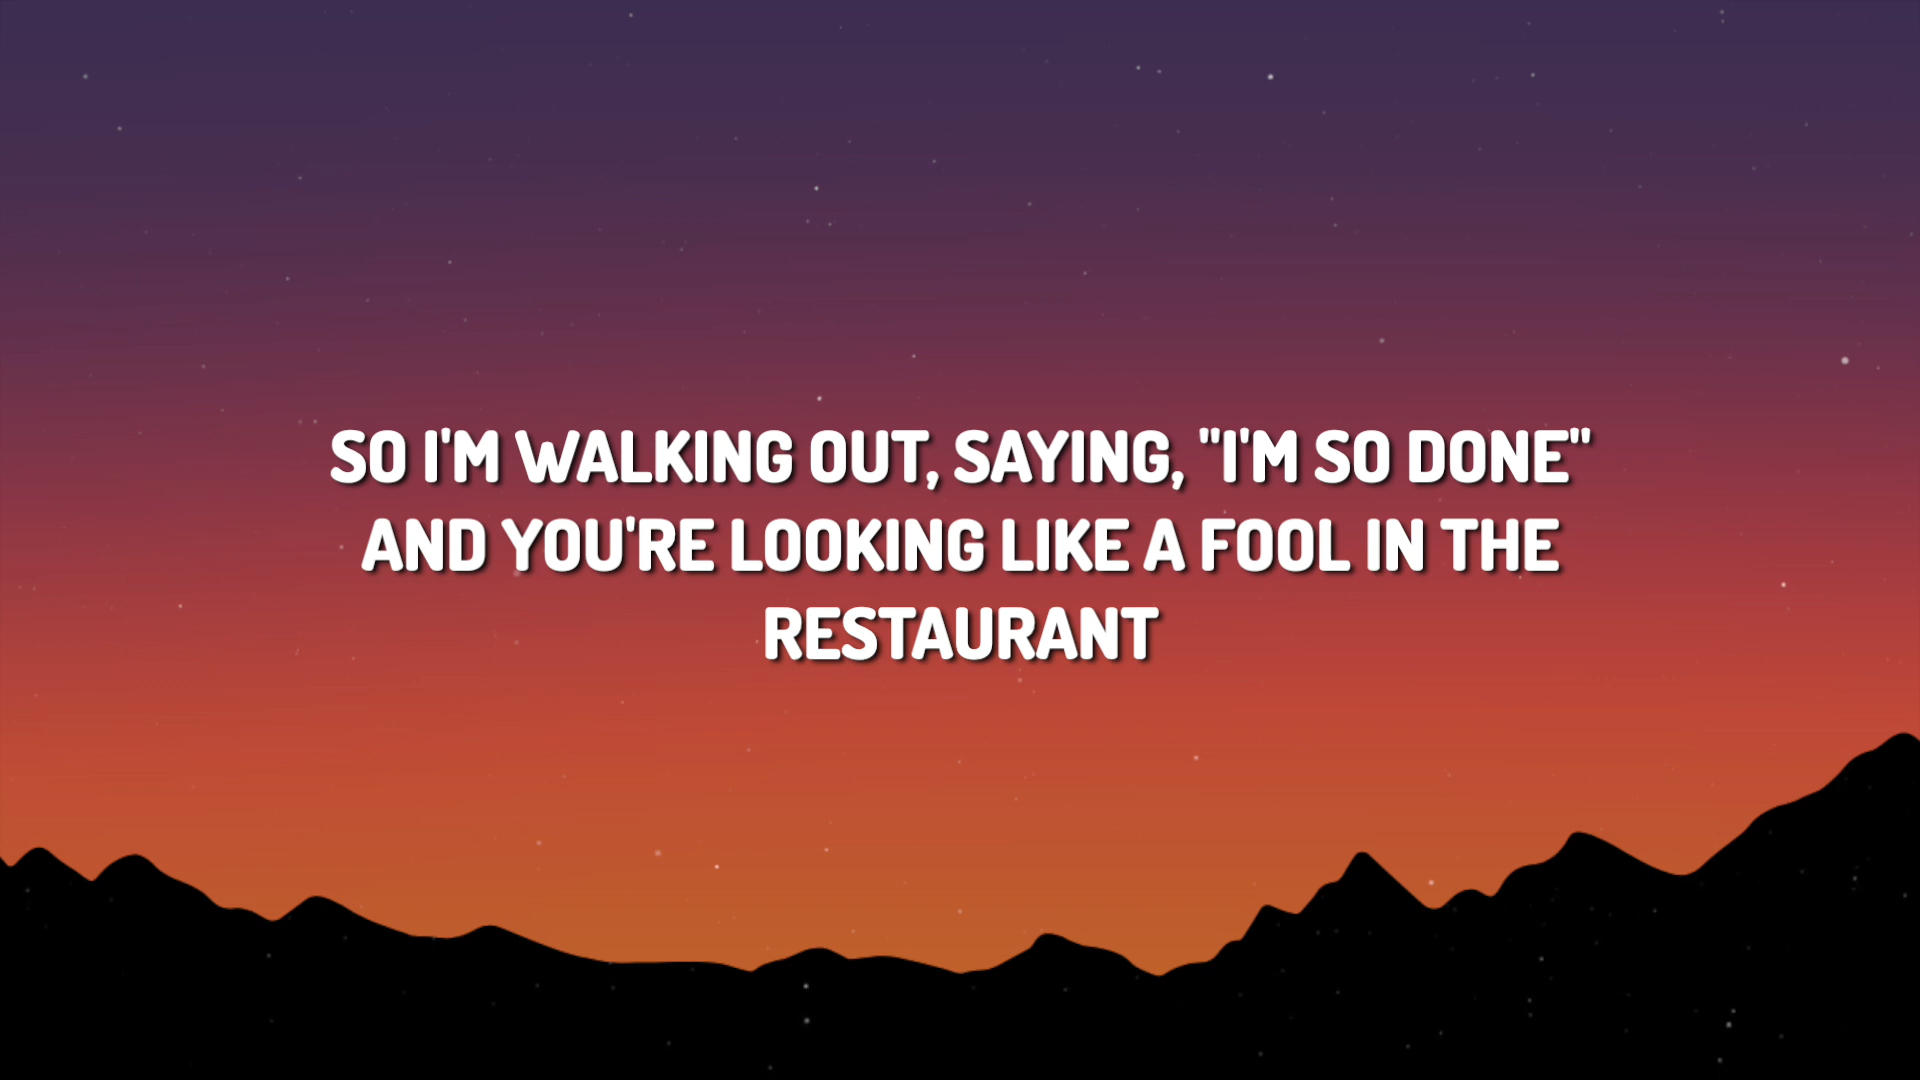 SO I'M WALKING OUT, SAYING, "I'M SO DONE"
AND YOU'RE LOOKING LIKE A FOOL IN THE
RESTAURANT